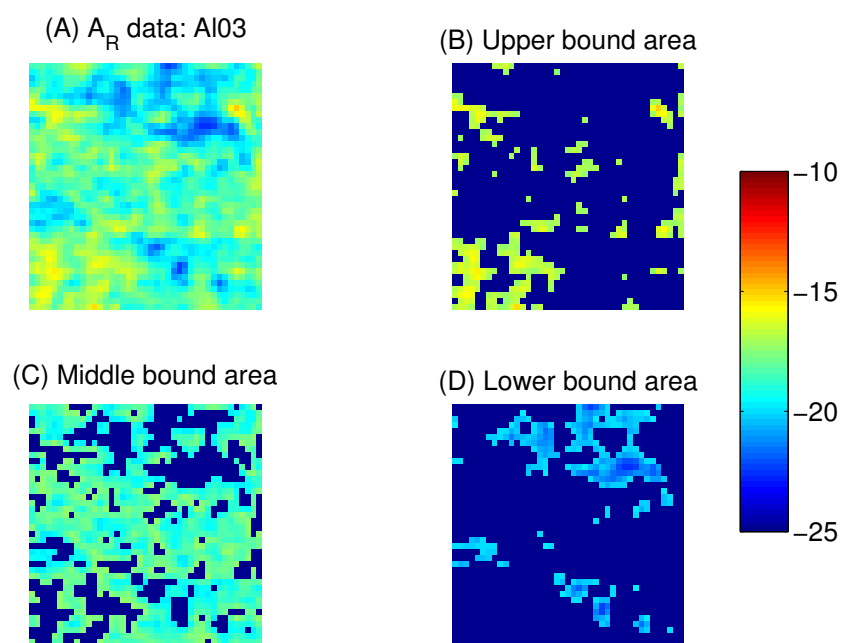 (A) A_R data: Al03
(B) Upper bound area
(C) Middle bound area
(D) Lower bound area
−10
−15
−20
−25